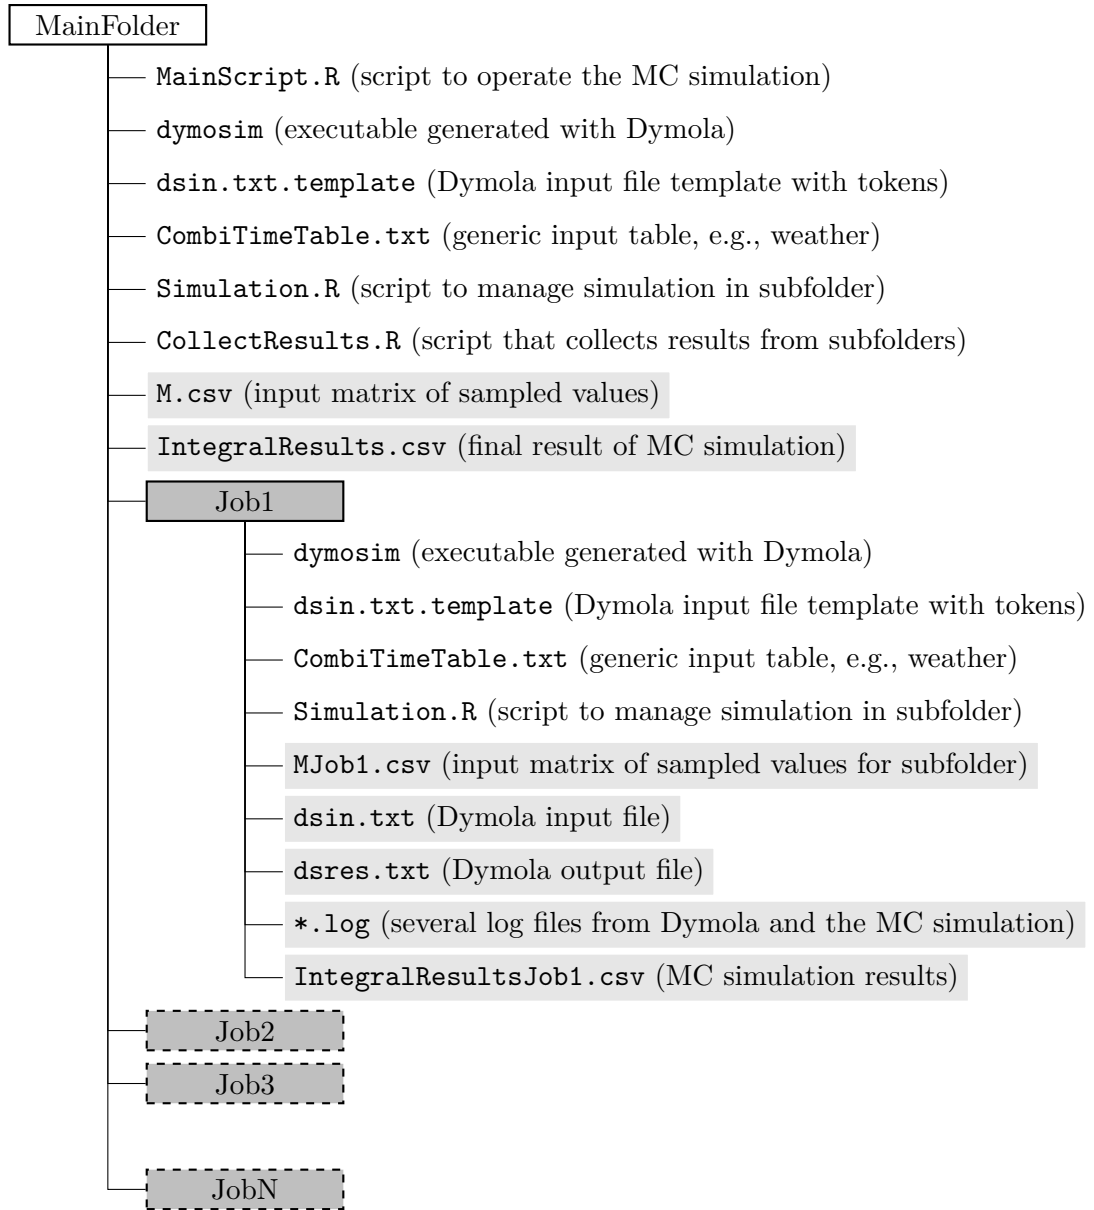 MainFolder
MainScript.R (script to operate the MC simulation)
dymosim (executable generated with Dymola)
dsin.txt.template (Dymola input file template with tokens)
CombiTimeTable.txt (generic input table, e.g., weather)
Simulation.R (script to manage simulation in subfolder)
CollectResults.R (script that collects results from subfolders)
M.csv (input matrix of sampled values)
IntegralResults.csv (final result of MC simulation)
Job1
dymosim (executable generated with Dymola)
dsin.txt.template (Dymola input file template with tokens)
CombiTimeTable.txt (generic input table, e.g., weather)
Simulation.R (script to manage simulation in subfolder)
MJob1.csv (input matrix of sampled values for subfolder)
dsin.txt (Dymola input file)
dsres.txt (Dymola output file)
*.log (several log files from Dymola and the MC simulation)
IntegralResultsJob1.csv (MC simulation results)
Job2
Job3
JobN